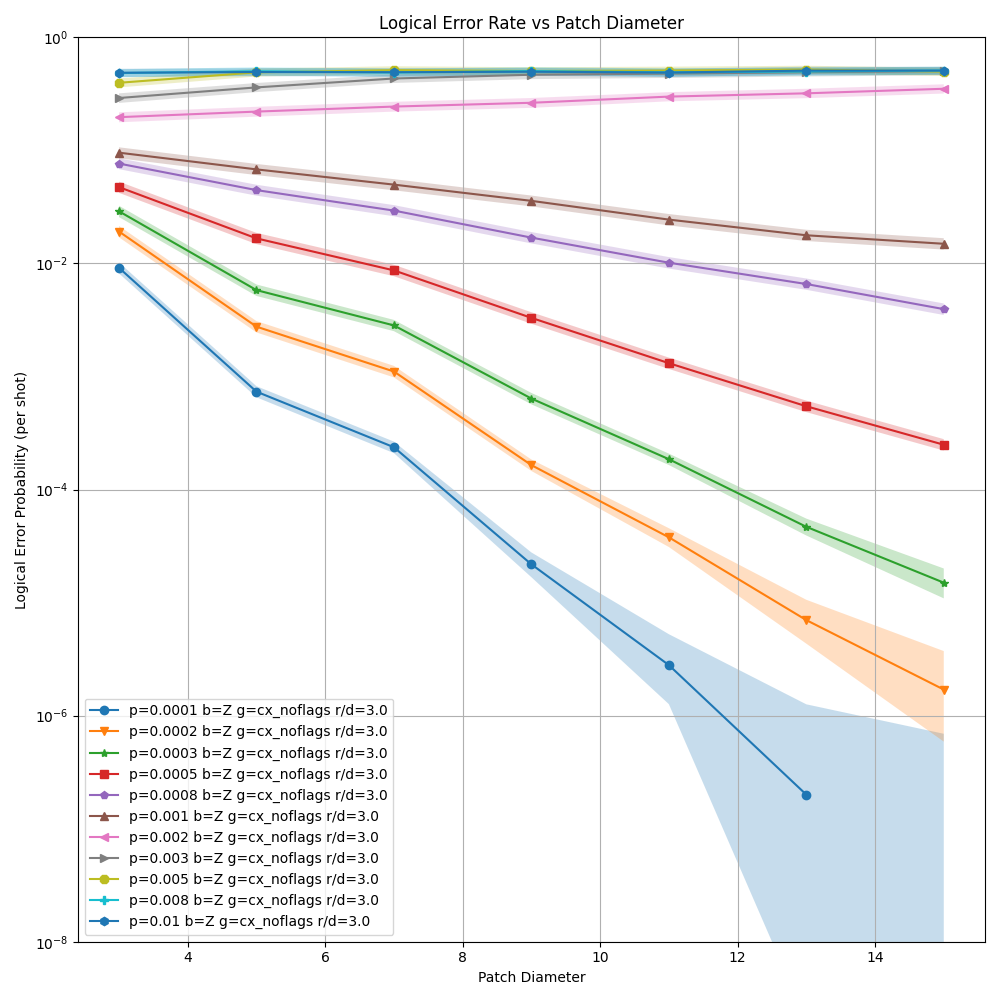 Logical Error Rate vs Patch Diameter
10^0
10^-2
10^-4
10^-6
10^-8
Logical Error Probability (per shot)
p=0.0001 b=Z g=cx_noflags r/d=3.0
p=0.0002 b=Z g=cx_noflags r/d=3.0
p=0.0003 b=Z g=cx_noflags r/d=3.0
p=0.0005 b=Z g=cx_noflags r/d=3.0
p=0.0008 b=Z g=cx_noflags r/d=3.0
p=0.001 b=Z g=cx_noflags r/d=3.0
p=0.002 b=Z g=cx_noflags r/d=3.0
p=0.003 b=Z g=cx_noflags r/d=3.0
p=0.005 b=Z g=cx_noflags r/d=3.0
p=0.008 b=Z g=cx_noflags r/d=3.0
p=0.01 b=Z g=cx_noflags r/d=3.0
4 6 8 10 12 14
Patch Diameter